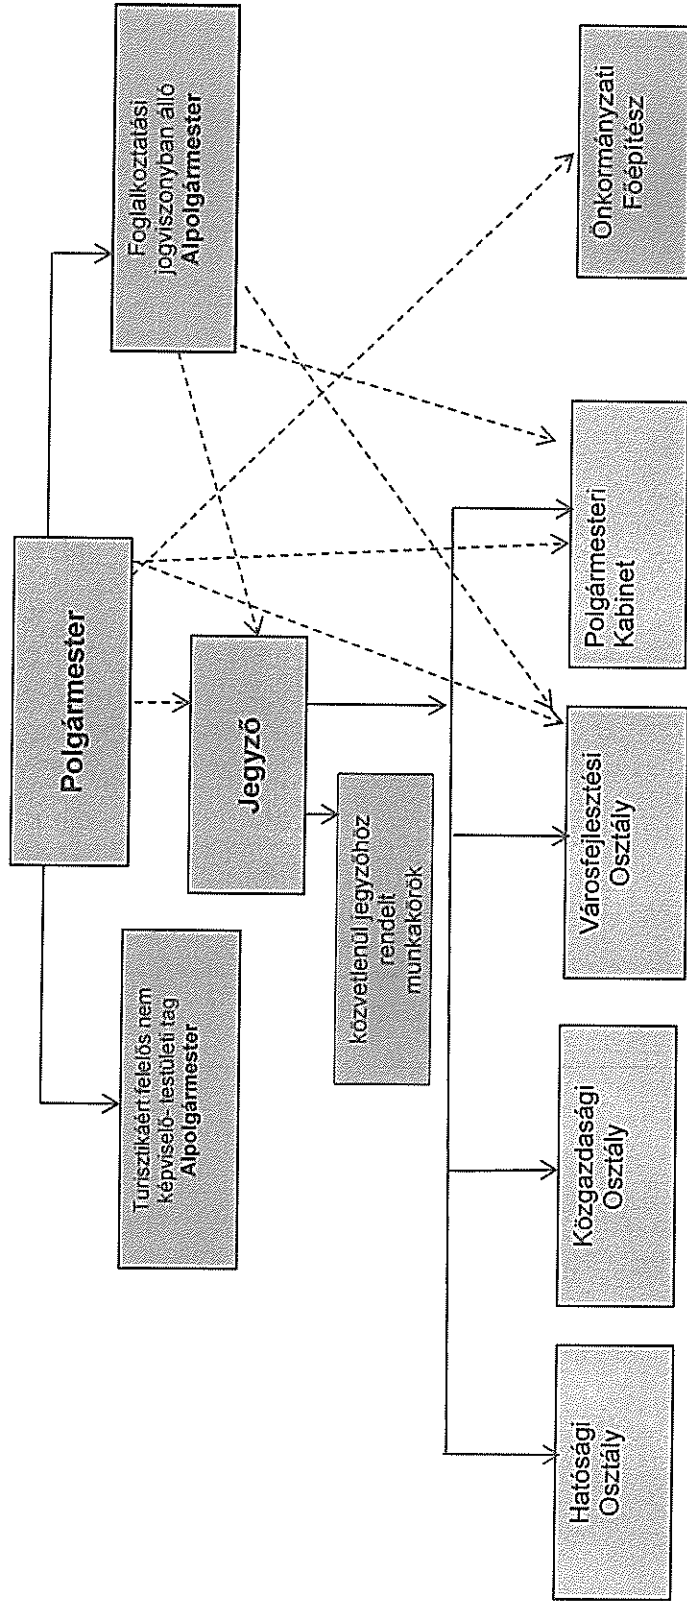 Polgármester
Turisztikáért felelős nem
képviselő- testületi tag
Alpolgármester
Foglalkoztatási
jogviszonyban álló
Alpolgármester
Jegyző
közvetlenül jegyzőhöz
rendelt
munkakörök
Hatósági
Osztály
Közgazdasági
Osztály
Városfejlesztési
Osztály
Polgármesteri
Kabinet
Önkormányzati
Főépítész